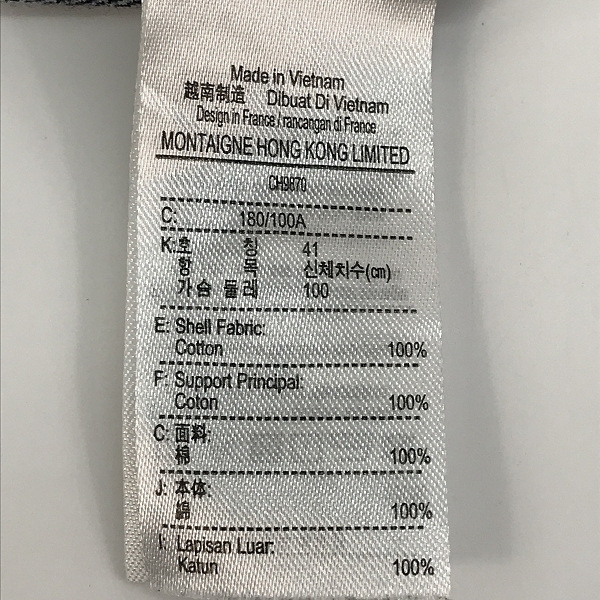 Made in Vietnam
越南制造 Dibuat Di Vietnam
Design in France / rancangan di France
MONTAIGNE HONG KONG LIMITED
CH9870
C: 180/100A
K: 호 칭 41
항 목 신체치수(cm)
가슴 둘레 100
E: Shell Fabric:
Cotton 100%
F: Support Principal:
Coton 100%
C: 面料:
棉 100%
J: 本体:
綿 100%
I: Lapisan Luar:
Katun 100%